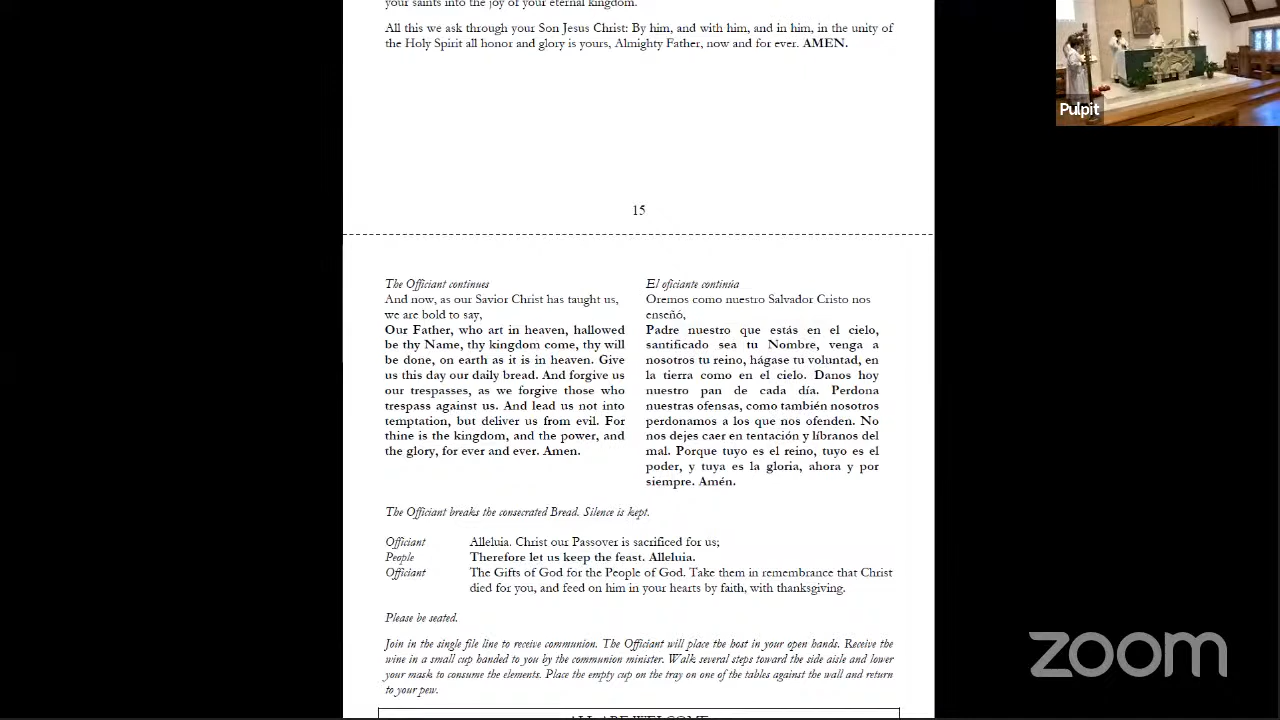 your saints into the joy of your eternal kingdom.
All this we ask through your Son Jesus Christ: By him, and with him, and in him, in the unity of
the Holy Spirit all honor and glory is yours, Almighty Father, now and for ever. AMEN.
Pulpit
15
The Officiant continues
And now, as our Savior Christ has taught us,
we are bold to say,
Our Father, who art in heaven, hallowed
be thy Name, thy kingdom come, thy will
be done, on earth as it is in heaven. Give
us this day our daily bread. And forgive us
our trespasses, as we forgive those who
trespass against us. And lead us not into
temptation, but deliver us from evil. For
thine is the kingdom, and the power, and
the glory, for ever and ever. Amen.
El oficiante continúa
Oremos como nuestro Salvador Cristo nos
enseñó,
Padre nuestro que estás en el cielo,
santificado sea tu Nombre, venga a
nosotros tu reino, hágase tu voluntad, en
la tierra como en el cielo. Danos hoy
nuestro pan de cada día. Perdona
nuestras ofensas, como también nosotros
perdonamos a los que nos ofenden. No
nos dejes caer en tentación y líbranos del
mal. Porque tuyo es el reino, tuyo es el
poder, y tuya es la gloria, ahora y por
siempre. Amén.
The Officiant breaks the consecrated Bread. Silence is kept.
Officiant Alleluia. Christ our Passover is sacrificed for us;
People Therefore let us keep the feast. Alleluia.
Officiant The Gifts of God for the People of God. Take them in remembrance that Christ
died for you, and feed on him in your hearts by faith, with thanksgiving.
Please be seated.
Join in the single file line to receive communion. The Officiant will place the host in your open hands. Receive the
wine in a small cup handed to you by the communion minister. Walk several steps toward the side aisle and lower
your mask to consume the elements. Place the empty cup on the tray on one of the tables against the wall and return
to your pew.
ALL ARE WELCOME
zoom